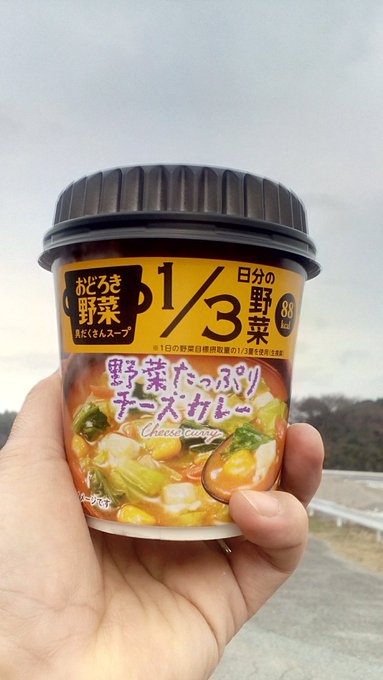 おどろき
野菜
具だくさんスープ
1/3
日分の
野菜
88
kcal
※1日の野菜目標摂取量の1/3量を使用(生換算)
野菜たっぷり
チーズカレー
Cheese curry
イメージです